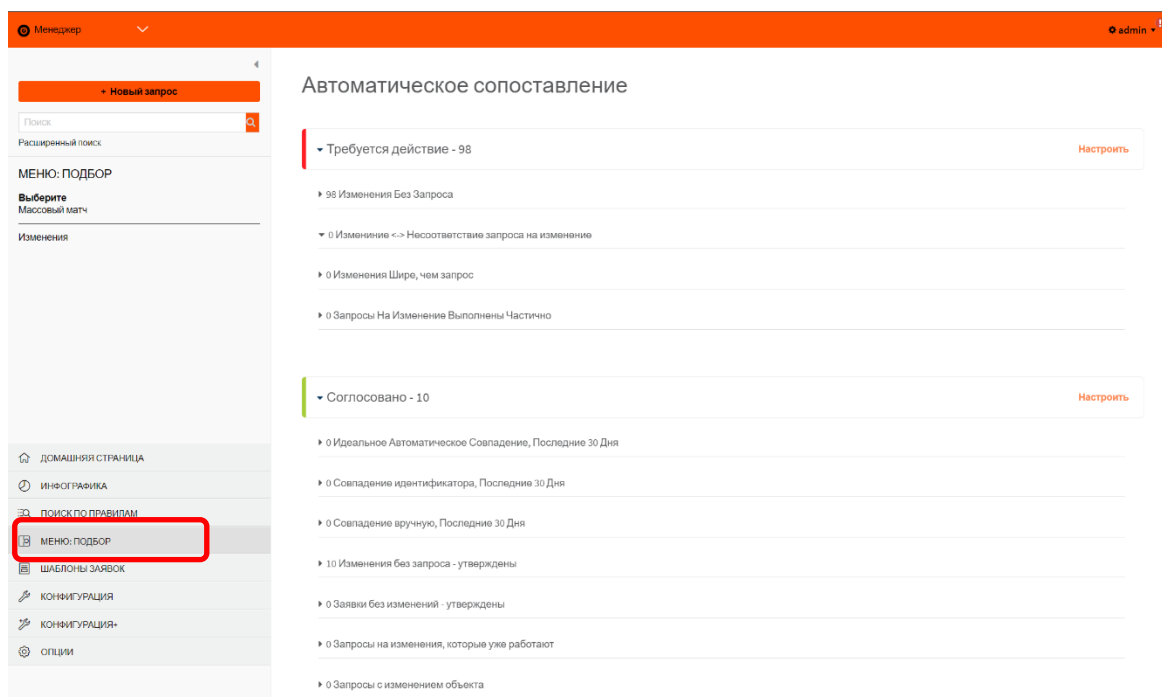 Менеджер
admin
+ Новый запрос
Поиск
Расширенный поиск
МЕНЮ: ПОДБОР
Выберите
Массовый матч
Изменения
ДОМАШНЯЯ СТРАНИЦА
ИНФОГРАФИКА
ПОИСК ПО ПРАВИЛАМ
МЕНЮ: ПОДБОР
ШАБЛОНЫ ЗАЯВОК
КОНФИГУРАЦИЯ
КОНФИГУРАЦИЯ+
ОПЦИИ
Автоматическое сопоставление
Требуется действие - 98 Настроить
98 Изменения Без Запроса
0 Измениние <-> Несоответствие запроса на изменение
0 Изменения Шире, чем запрос
0 Запросы На Изменение Выполнены Частично
Соглосовано - 10 Настроить
0 Идеальное Автоматическое Совпадение, Последние 30 Дня
0 Совпадение идентификатора, Последние 30 Дня
0 Совпадение вручную, Последние 30 Дня
10 Изменения без запроса - утверждены
0 Заявки без изменений - утверждены
0 Запросы на изменения, которые уже работают
0 Запросы с изменением объекта